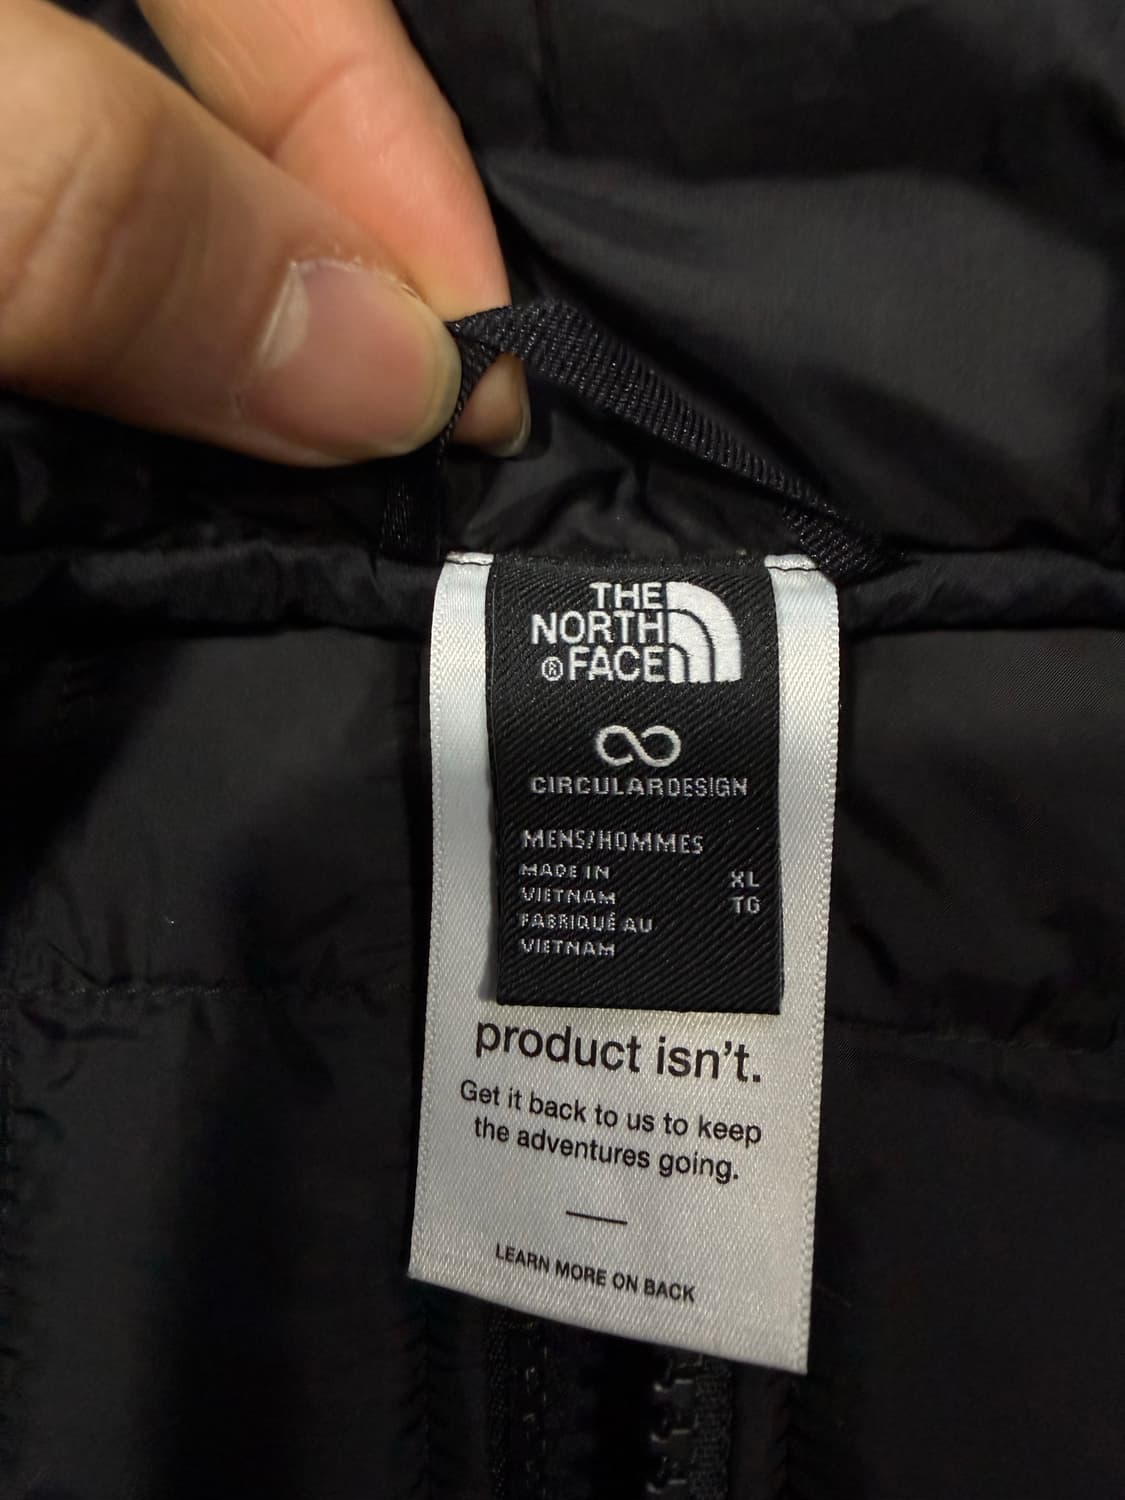 THE
NORTH
® FACE
CIRCULARDESIGN
MENS/HOMMES
MADE IN
VIETNAM
FABRIQUÉ AU
VIETNAM
XL
TG
product isn't.
Get it back to us to keep
the adventures going.
LEARN MORE ON BACK